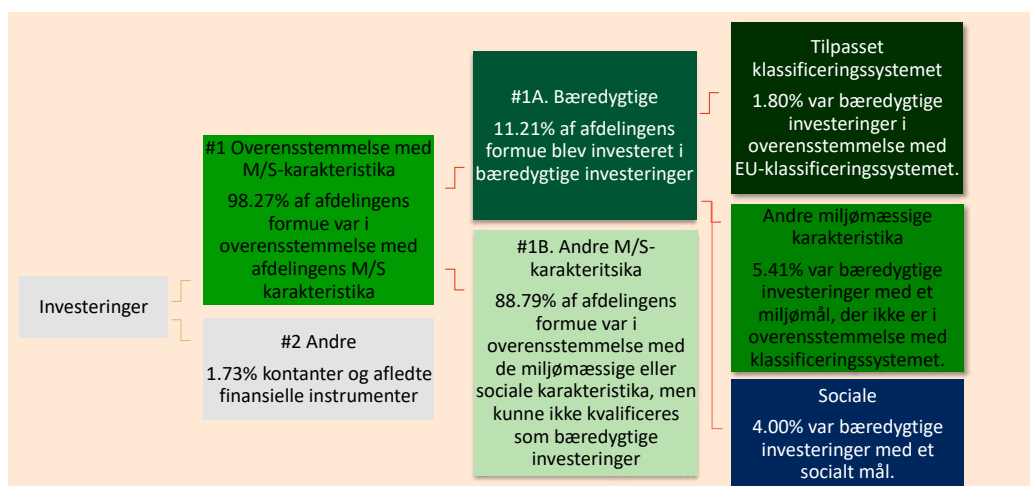 Investeringer
#1 Overensstemmelse med
M/S-karakteristika
98.27% af afdelingens
formue var i
overensstemmelse med
afdelingens M/S
karakteristika
#2 Andre
1.73% kontanter og afledte
finansielle instrumenter
#1A. Bæredygtige
11.21% af afdelingens
formue blev investeret i
bæredygtige investeringer
#1B. Andre M/S-
karakteritsika
88.79% af afdelingens
formue var i
overensstemmelse med
de miljømæssige eller
sociale karakteristika, men
kunne ikke kvalificeres
som bæredygtige
investeringer
Tilpasset
klassificeringssystemet
1.80% var bæredygtige
investeringer i
overensstemmelse med
EU-klassificeringssystemet.
Andre miljømæssige
karakteristika
5.41% var bæredygtige
investeringer med et
miljømål, der ikke er i
overensstemmelse med
klassificeringssystemet.
Sociale
4.00% var bæredygtige
investeringer med et
socialt mål.